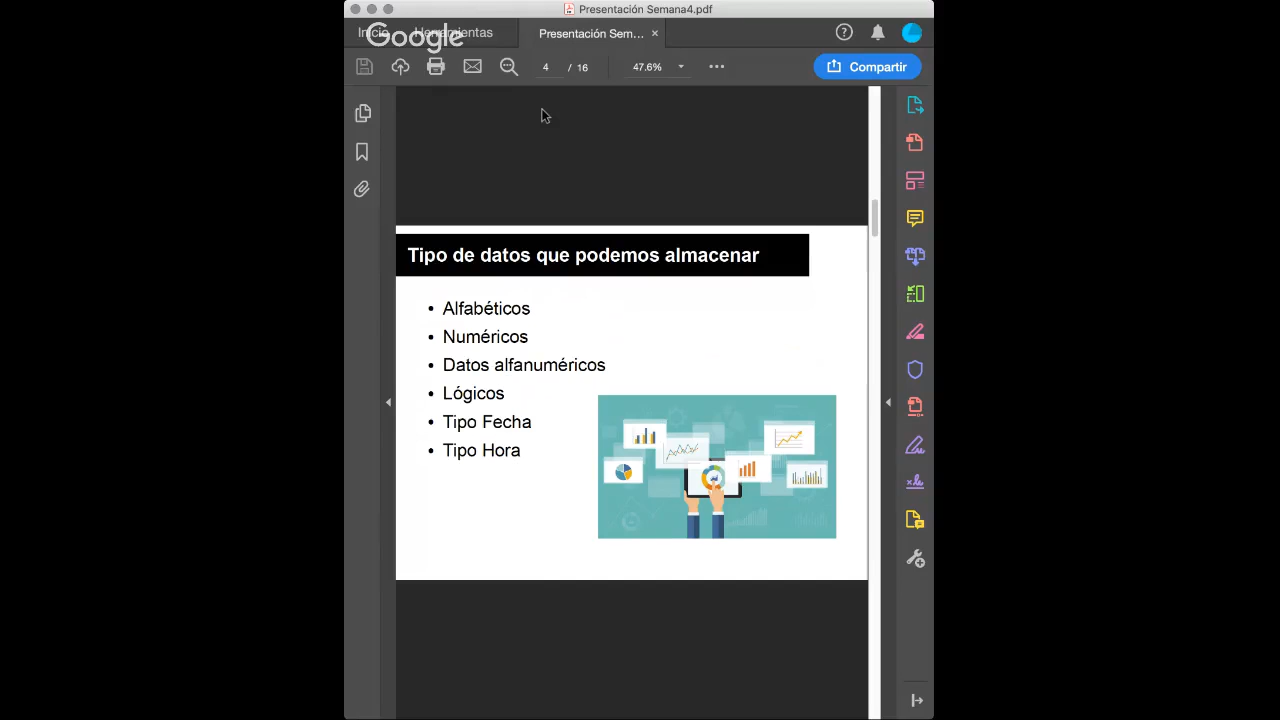 Presentación Semana4.pdf
Inicio
Herramientas
Presentación Sem...
Google
4 / 16
47.6%
Compartir
Tipo de datos que podemos almacenar
• Alfabéticos
• Numéricos
• Datos alfanuméricos
• Lógicos
• Tipo Fecha
• Tipo Hora